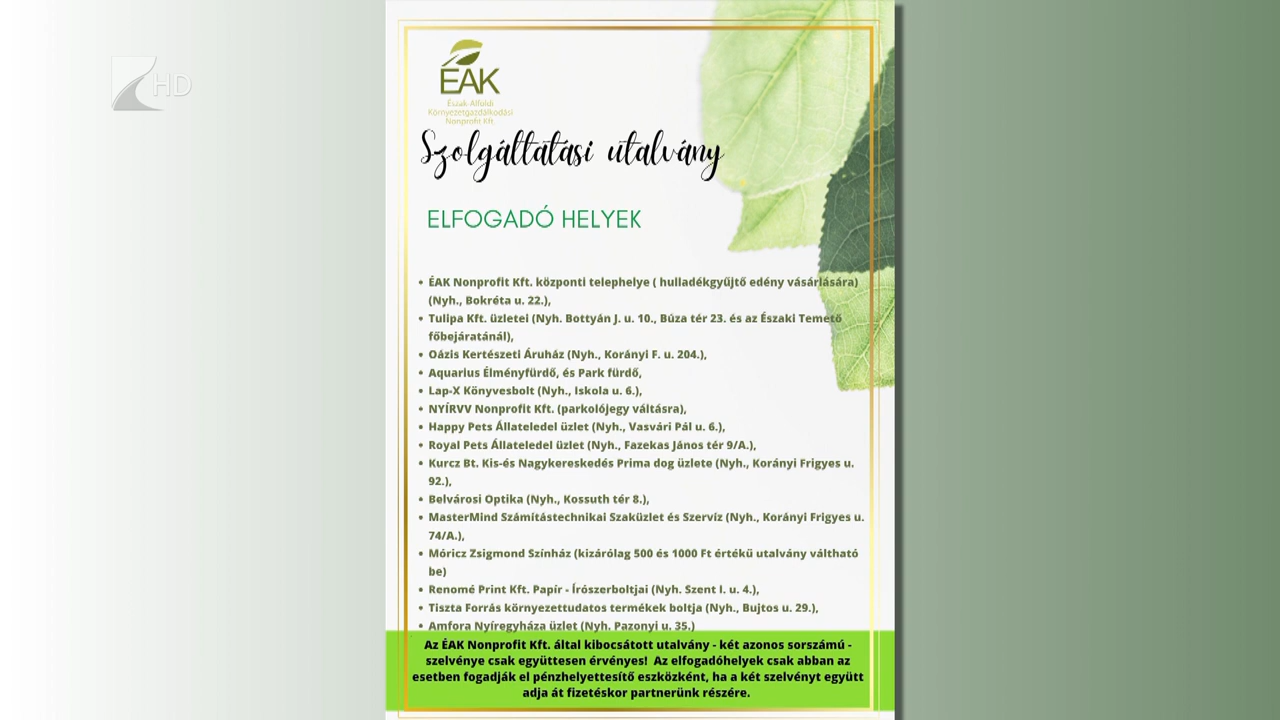 HD
ÉAK
Észak-Alföldi
Környezetgazdálkodási
Nonprofit Kft.
Szolgáltatási utalvány
ELFOGADÓ HELYEK
• ÉAK Nonprofit Kft. központi telephelye ( hulladékgyűjtő edény vásárlására)
(Nyh., Bokréta u. 22.),
• Tulipa Kft. üzletei (Nyh. Bottyán J. u. 10., Búza tér 23. és az Északi Temető
főbejáratánál),
• Oázis Kertészeti Áruház (Nyh., Korányi F. u. 204.),
• Aquarius Élményfürdő, és Park fürdő,
• Lap-X Könyvesbolt (Nyh., Iskola u. 6.),
• NYÍRVV Nonprofit Kft. (parkolójegy váltásra),
• Happy Pets Állateledel üzlet (Nyh., Vasvári Pál u. 6.),
• Royal Pets Állateledel üzlet (Nyh., Fazekas János tér 9/A.),
• Kurcz Bt. Kis-és Nagykereskedés Prima dog üzlete (Nyh., Korányi Frigyes u.
92.),
• Belvárosi Optika (Nyh., Kossuth tér 8.),
• MasterMind Számítástechnikai Szaküzlet és Szervíz (Nyh., Korányi Frigyes u.
74/A.),
• Móricz Zsigmond Színház (kizárólag 500 és 1000 Ft értékű utalvány váltható
be)
• Renomé Print Kft. Papír - Írószerboltjai (Nyh. Szent I. u. 4.),
• Tiszta Forrás környezettudatos termékek boltja (Nyh., Bujtos u. 29.),
• Amfora Nyíregyháza üzlet (Nyh. Pazonyi u. 35.)
Az ÉAK Nonprofit Kft. által kibocsátott utalvány - két azonos sorszámú -
szelvénye csak együttesen érvényes! Az elfogadóhelyek csak abban az
esetben fogadják el pénzhelyettesítő eszközként, ha a két szelvényt együtt
adja át fizetéskor partnerünk részére.